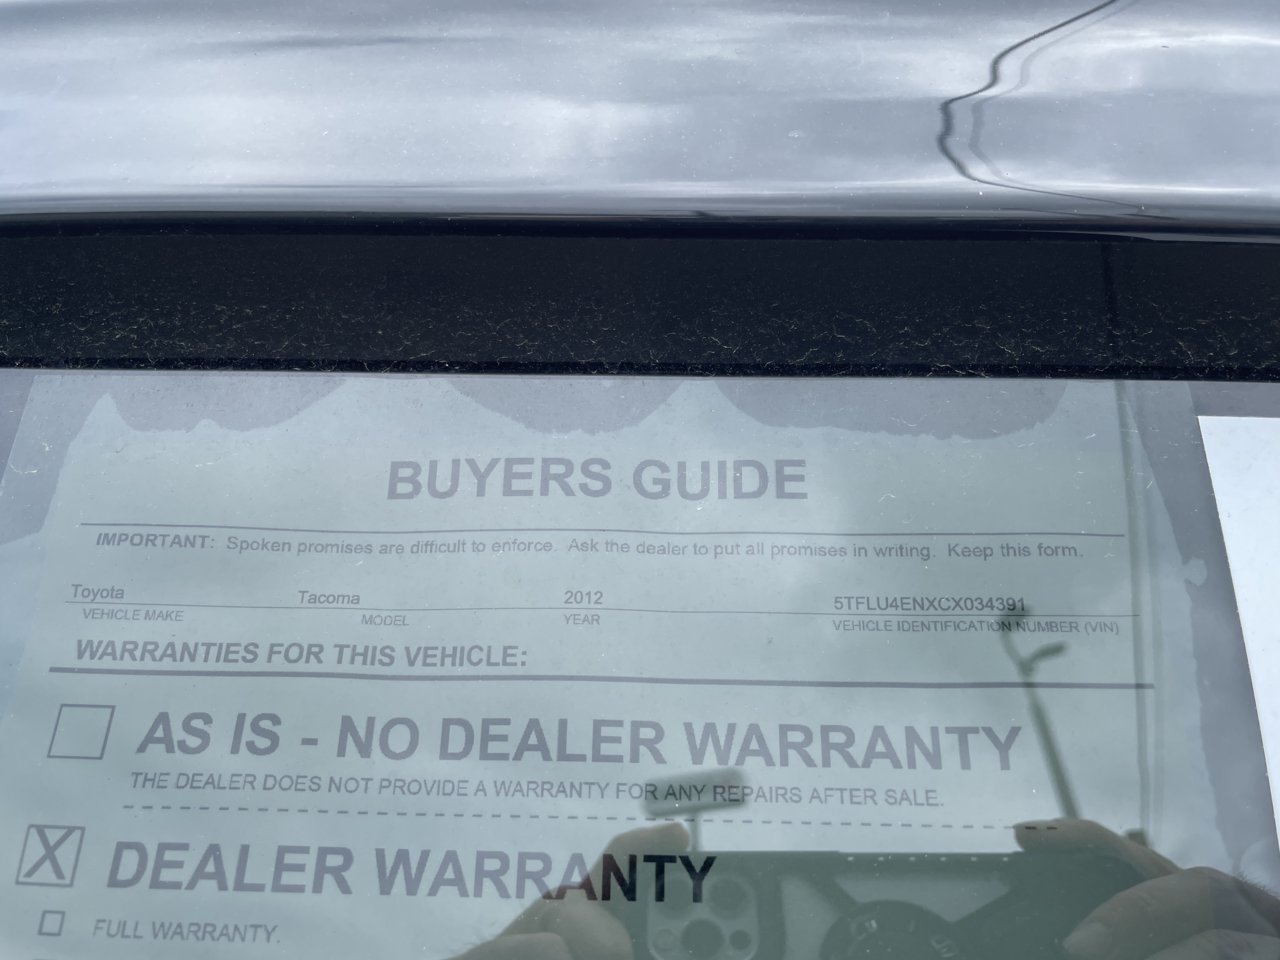 BUYERS GUIDE
IMPORTANT: Spoken promises are difficult to enforce. Ask the dealer to put all promises in writing. Keep this form.
Toyota Tacoma 2012 5TFLU4ENXCX034391
VEHICLE MAKE MODEL YEAR VEHICLE IDENTIFICATION NUMBER (VIN)
WARRANTIES FOR THIS VEHICLE:
AS IS - NO DEALER WARRANTY
THE DEALER DOES NOT PROVIDE A WARRANTY FOR ANY REPAIRS AFTER SALE.
X DEALER WARRANTY
FULL WARRANTY.